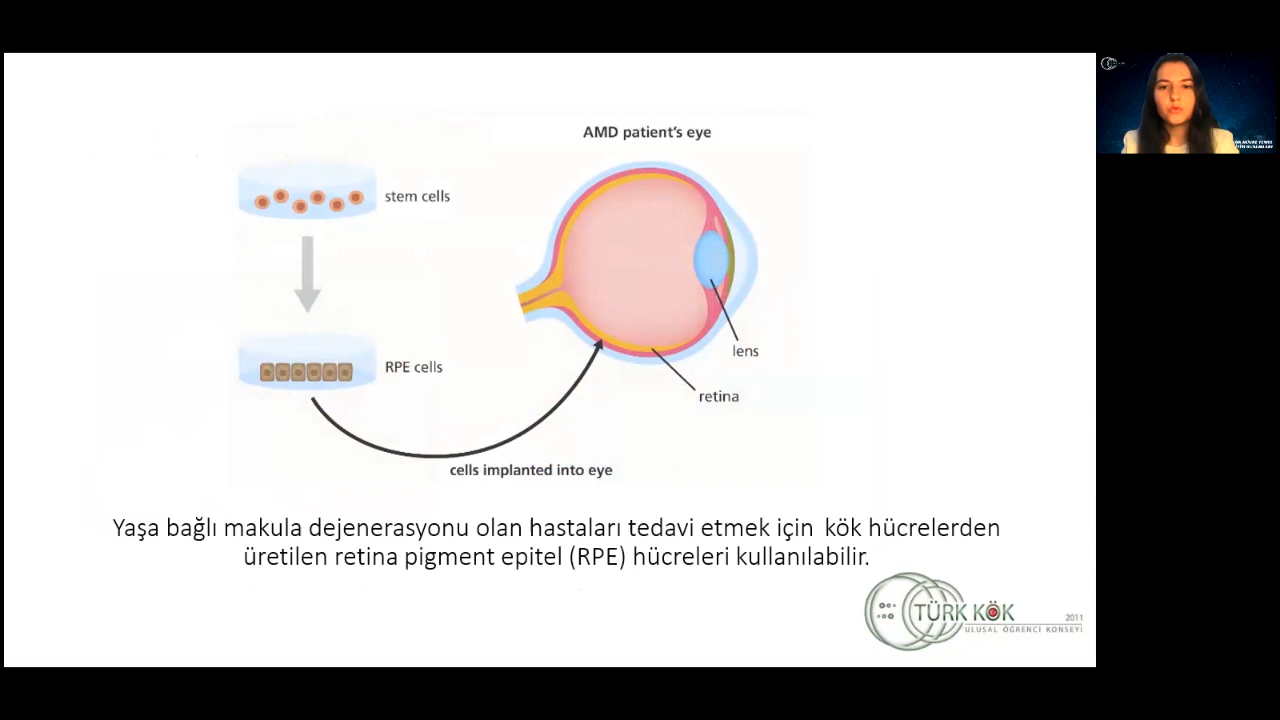 AMD patient's eye
stem cells
RPE cells
lens
retina
cells implanted into eye
Yaşa bağlı makula dejenerasyonu olan hastaları tedavi etmek için kök hücrelerden
üretilen retina pigment epitel (RPE) hücreleri kullanılabilir.
TÜRK KÖK
2011
ULUSAL ÖĞRENCİ KONSEYİ